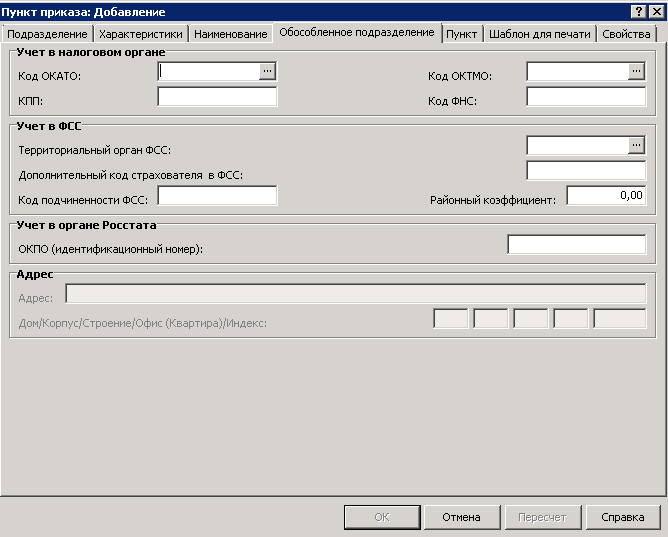 Пункт приказа: Добавление
Подразделение Характеристики Наименование Обособленное подразделение Пункт Шаблон для печати Свойства
Учет в налоговом органе
Код ОКАТО: ... Код ОКТМО: ...
КПП: Код ФНС:
Учет в ФСС
Территориальный орган ФСС: ...
Дополнительный код страхователя в ФСС:
Код подчиненности ФСС: Районный коэффициент: 0,00
Учет в органе Росстата
ОКПО (идентификационный номер):
Адрес
Адрес:
Дом/Корпус/Строение/Офис (Квартира)/Индекс:
ОК Отмена Пересчет Справка